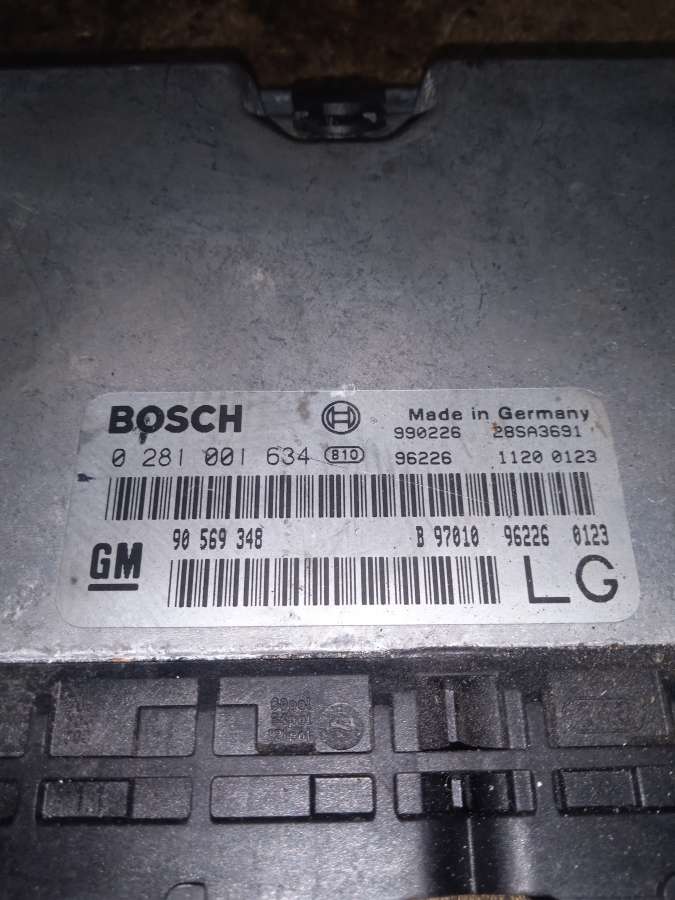 BOSCH
Made in Germany
990226 28SA3691
0 281 001 634 810 96226 1120 0123
90 569 348 B 97010 96226 0123
GM
LG